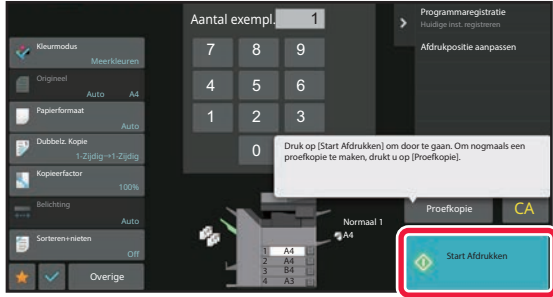 Aantal exempl. 1
Kleurmodus
Meerkleuren
Origineel
Auto A4
Papierformaat
Auto
Dubbelz. Kopie
1-Zijdig→1-Zijdig
Kopieerfactor
100%
Belichting
Auto
Sorteren+nieten
Off
Overige
7 8 9
4 5 6
1 2 3
0
Druk op [Start Afdrukken] om door te gaan. Om nogmaals een
proefkopie te maken, drukt u op [Proefkopie].
Normaal 1
A4
1 A4
2 A4
3 B4
4 A3
Programmaregistratie
Huidige inst. registreren
Afdrukpositie aanpassen
Proefkopie
CA
Start Afdrukken